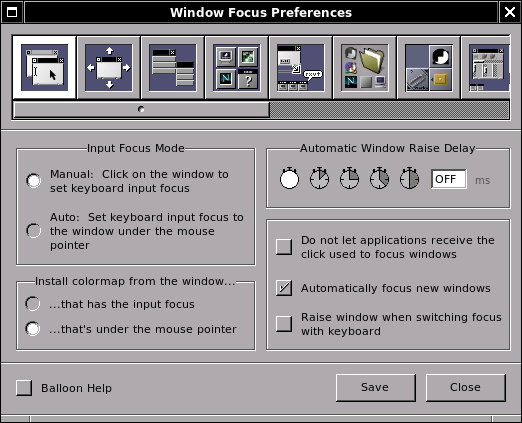 Window Focus Preferences
Input Focus Mode
Manual: Click on the window to
set keyboard input focus
Auto: Set keyboard input focus to
the window under the mouse
pointer
Install colormap from the window...
...that has the input focus
...that's under the mouse pointer
Automatic Window Raise Delay
OFF ms
Do not let applications receive the
click used to focus windows
Automatically focus new windows
Raise window when switching focus
with keyboard
Balloon Help
Save
Close